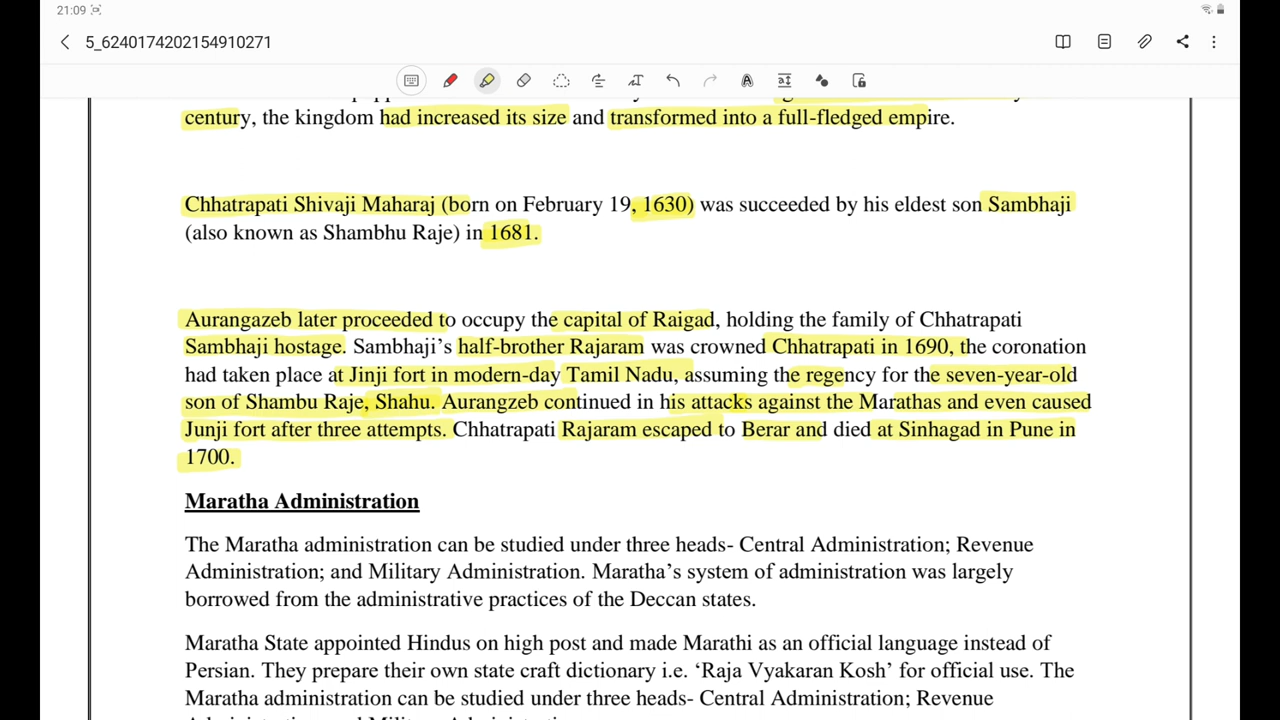 21:09
5_6240174202154910271
century, the kingdom had increased its size and transformed into a full-fledged empire.
Chhatrapati Shivaji Maharaj (born on February 19, 1630) was succeeded by his eldest son Sambhaji
(also known as Shambhu Raje) in 1681.
Aurangazeb later proceeded to occupy the capital of Raigad, holding the family of Chhatrapati
Sambhaji hostage. Sambhaji’s half-brother Rajaram was crowned Chhatrapati in 1690, the coronation
had taken place at Jinji fort in modern-day Tamil Nadu, assuming the regency for the seven-year-old
son of Shambu Raje, Shahu. Aurangzeb continued in his attacks against the Marathas and even caused
Junji fort after three attempts. Chhatrapati Rajaram escaped to Berar and died at Sinhagad in Pune in
1700.
Maratha Administration
The Maratha administration can be studied under three heads- Central Administration; Revenue
Administration; and Military Administration. Maratha’s system of administration was largely
borrowed from the administrative practices of the Deccan states.
Maratha State appointed Hindus on high post and made Marathi as an official language instead of
Persian. They prepare their own state craft dictionary i.e. ‘Raja Vyakaran Kosh’ for official use. The
Maratha administration can be studied under three heads- Central Administration; Revenue